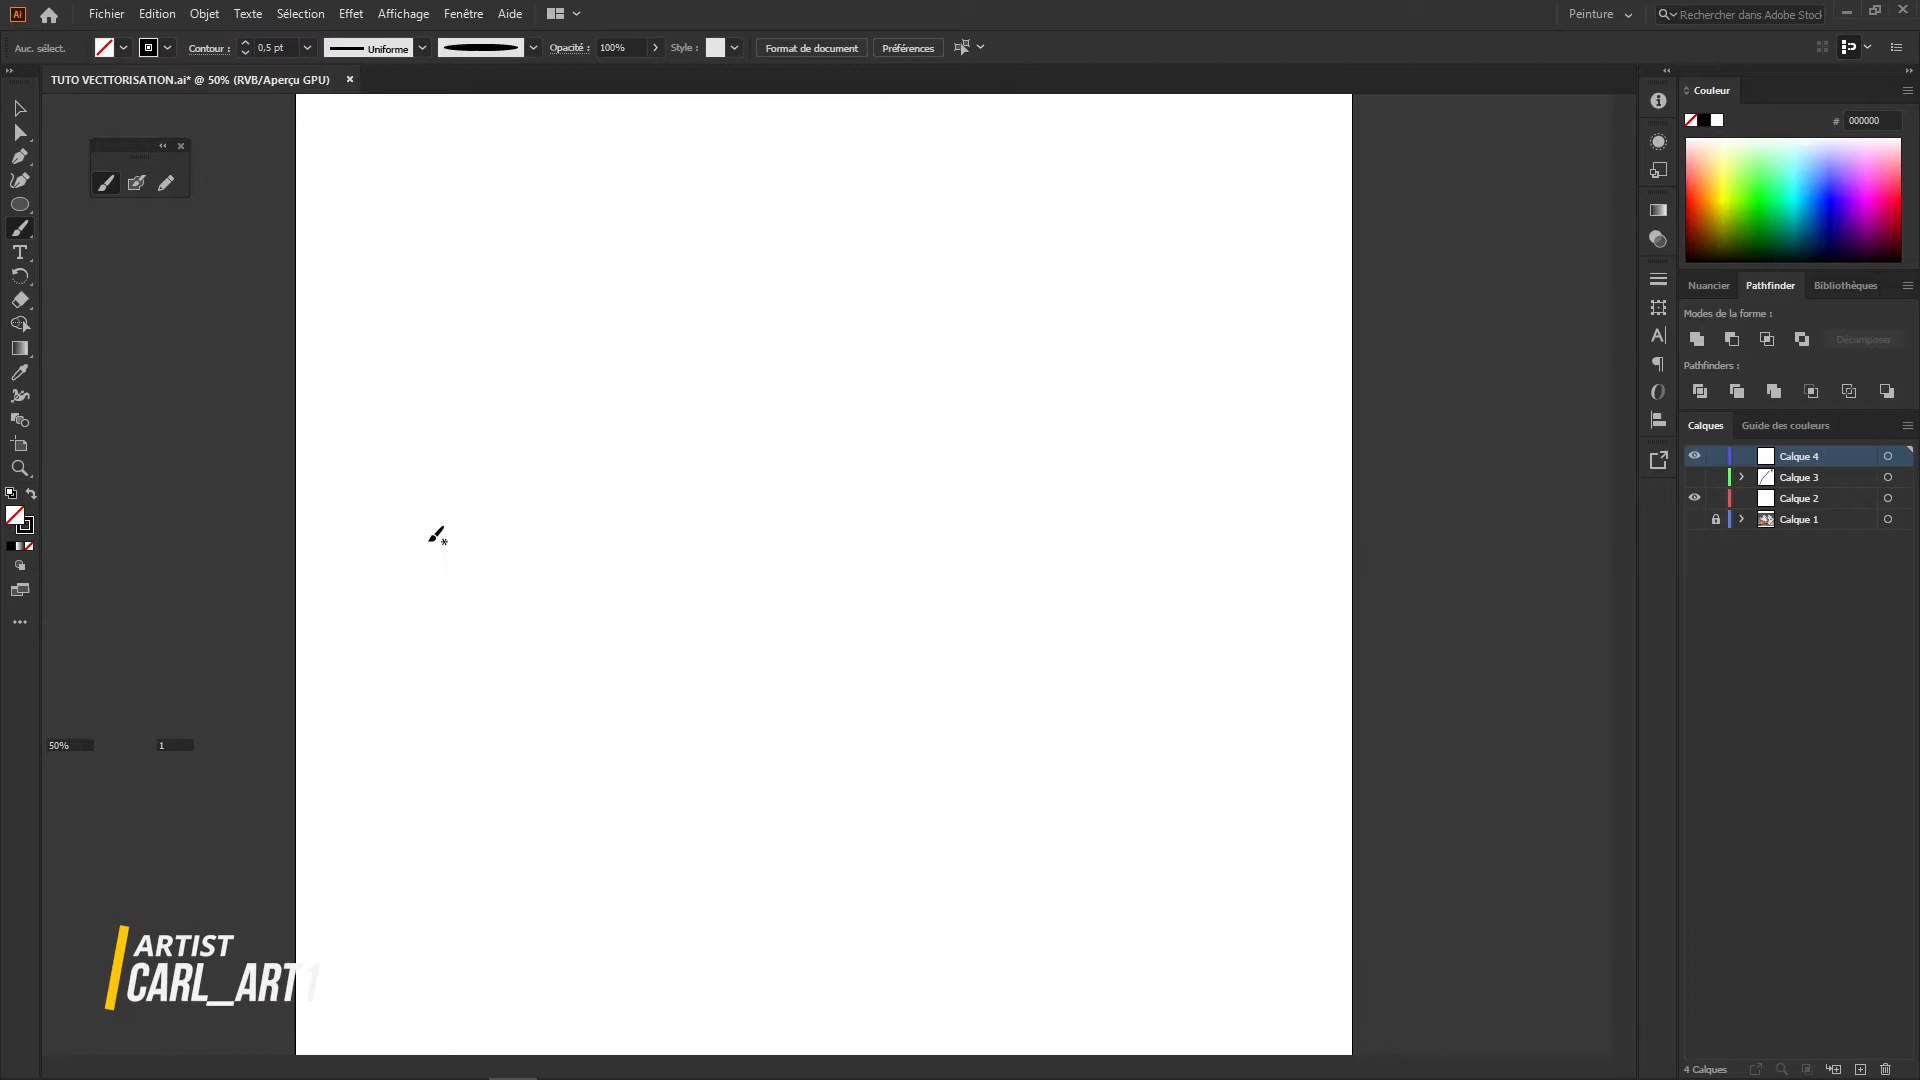 Ai Fichier Edition Objet Texte Sélection Effet Affichage Fenêtre Aide Peinture Rechercher dans Adobe Stock
Auc. sélect. Contour : 0,5 pt Uniforme Opacité : 100% Style : Format de document Préférences
TUTO VECTTORISATION.ai* @ 50% (RVB/Aperçu GPU)
Couleur
# 000000
Nuancier Pathfinder Bibliothèques
Modes de la forme :
Décomposer
Pathfinders :
Calques Guide des couleurs
Calque 4
Calque 3
Calque 2
Calque 1
50% 1
ARTIST
CARL_ART1
4 Calques